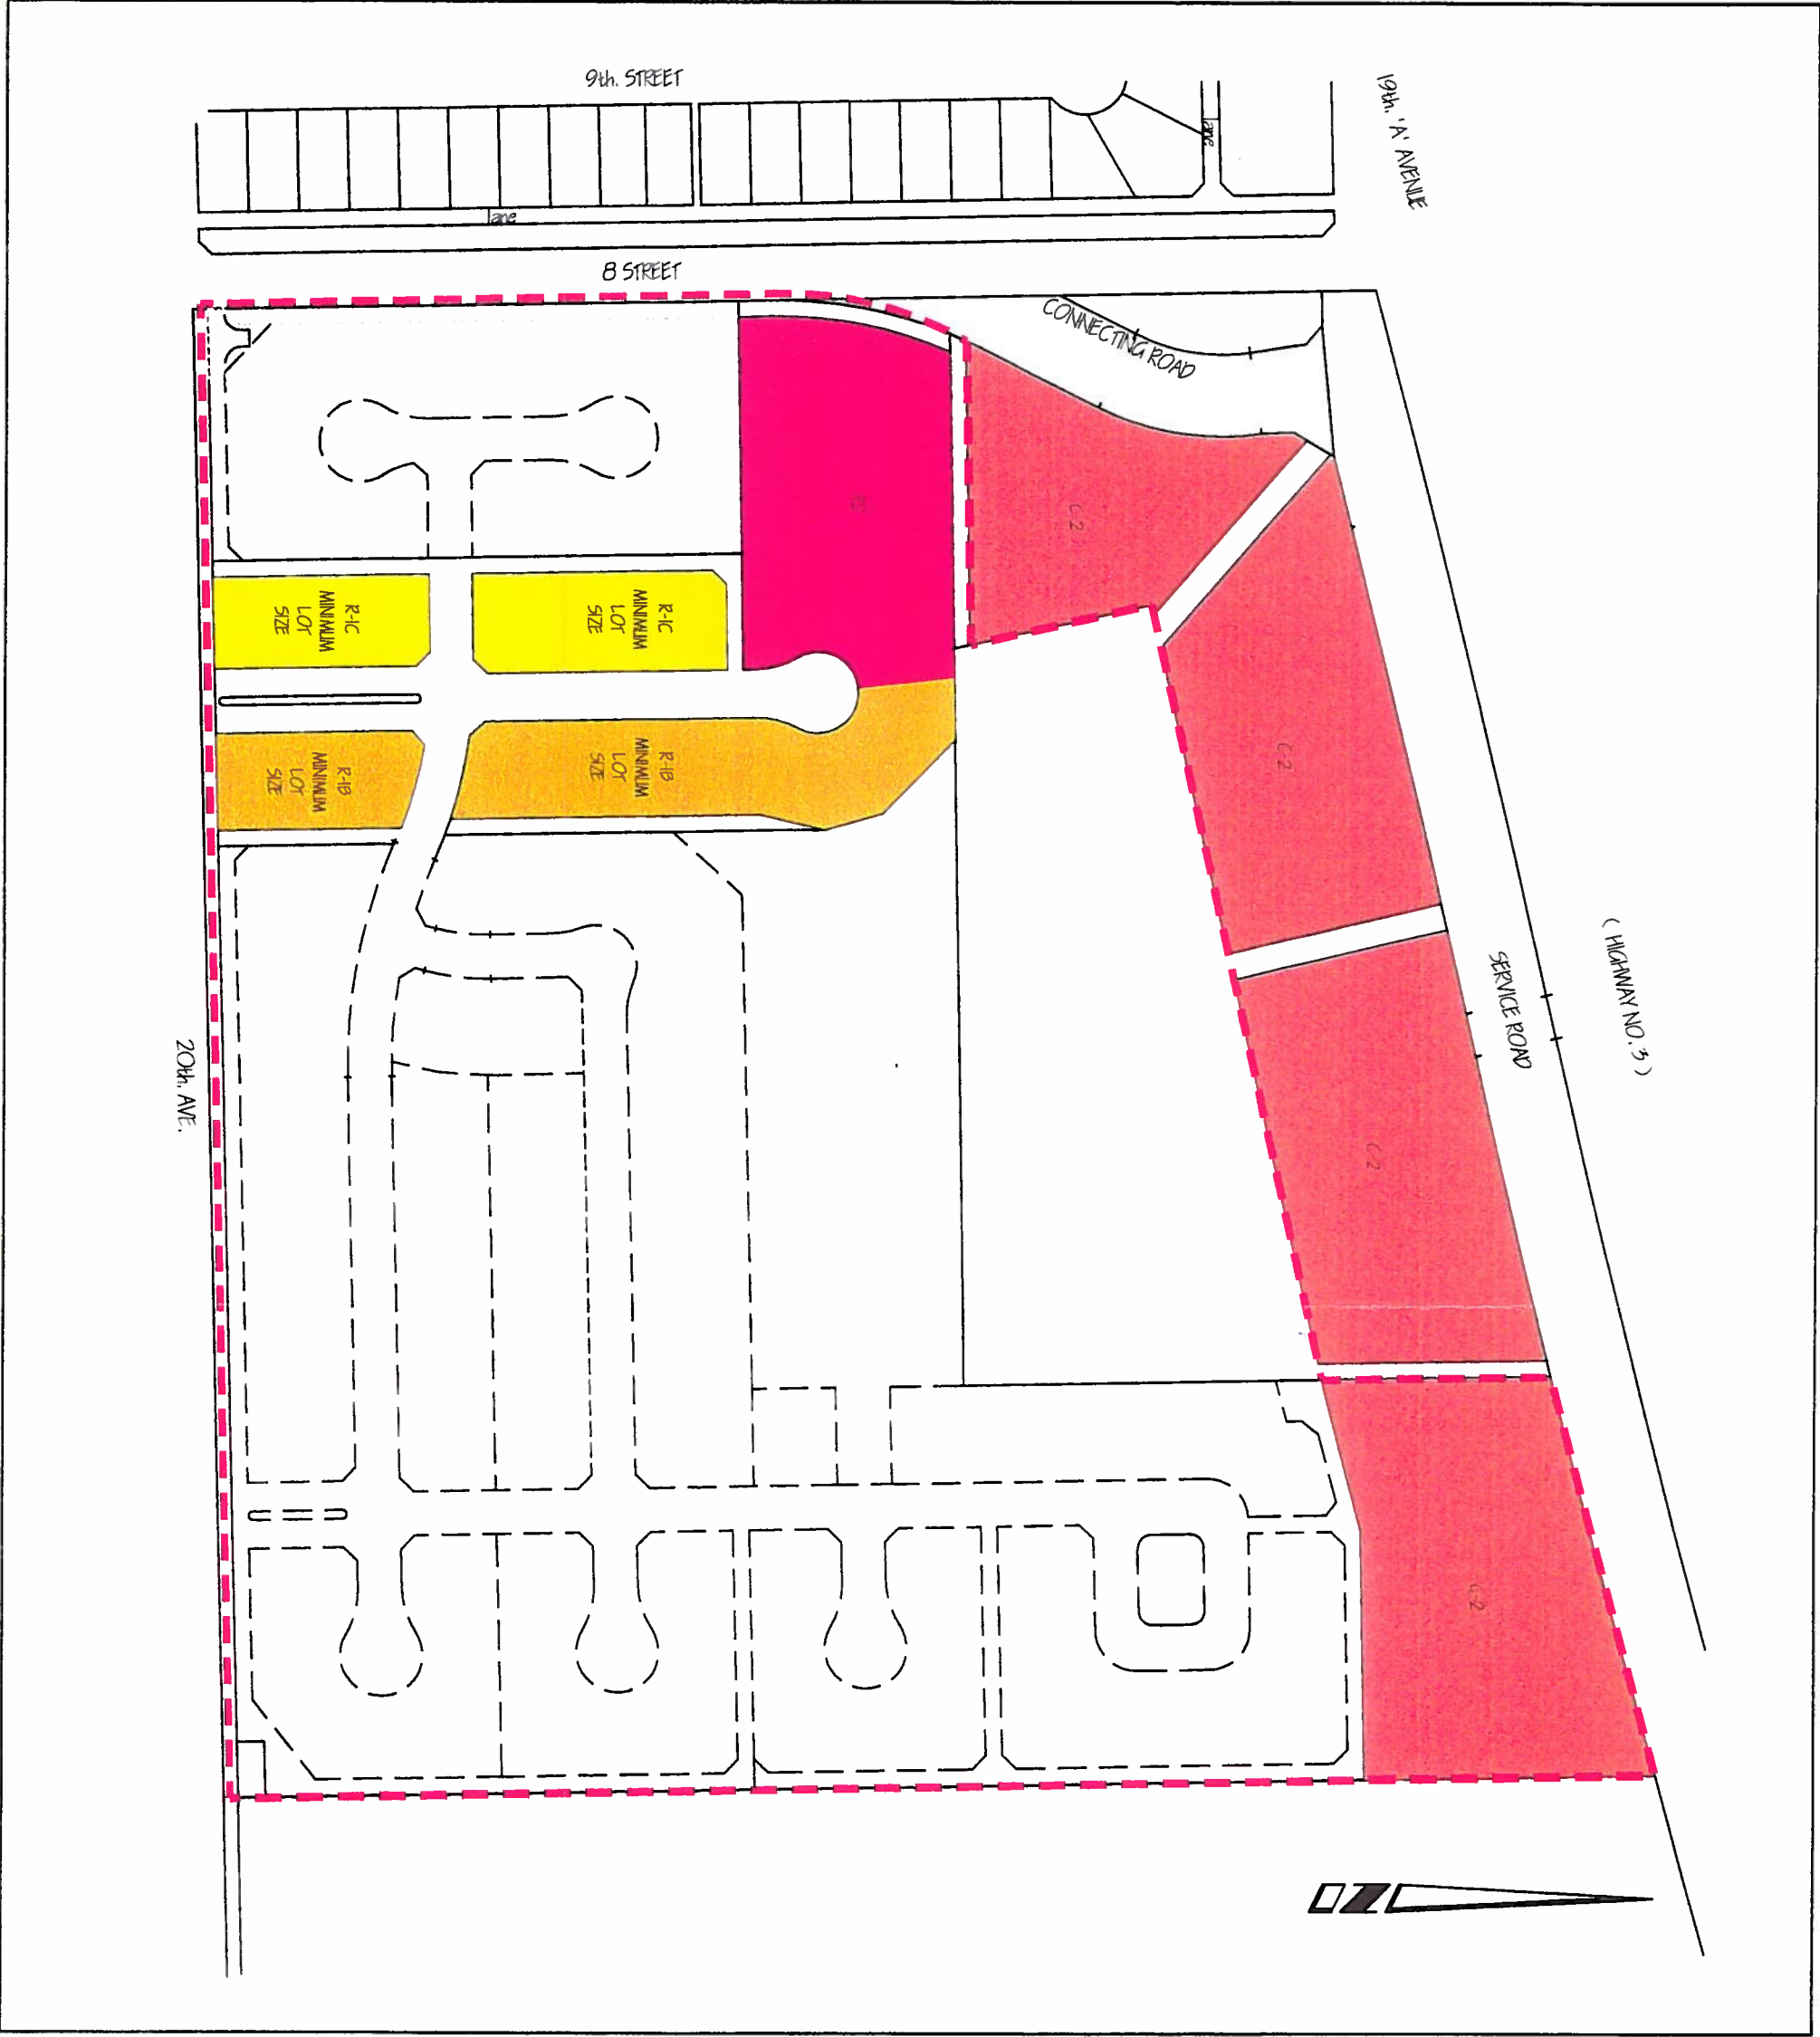 9th. STREET
19th. 'A' AVENUE
lane
lane
8 STREET
CONNECTING ROAD
C-2
R-1C
MINIMUM
LOT
SIZE
R-1C
MINIMUM
LOT
SIZE
R-1B
MINIMUM
LOT
SIZE
R-1B
MINIMUM
LOT
SIZE
C-2
( HIGHWAY NO. 3 )
SERVICE ROAD
20th. AVE.
C-2
C-2